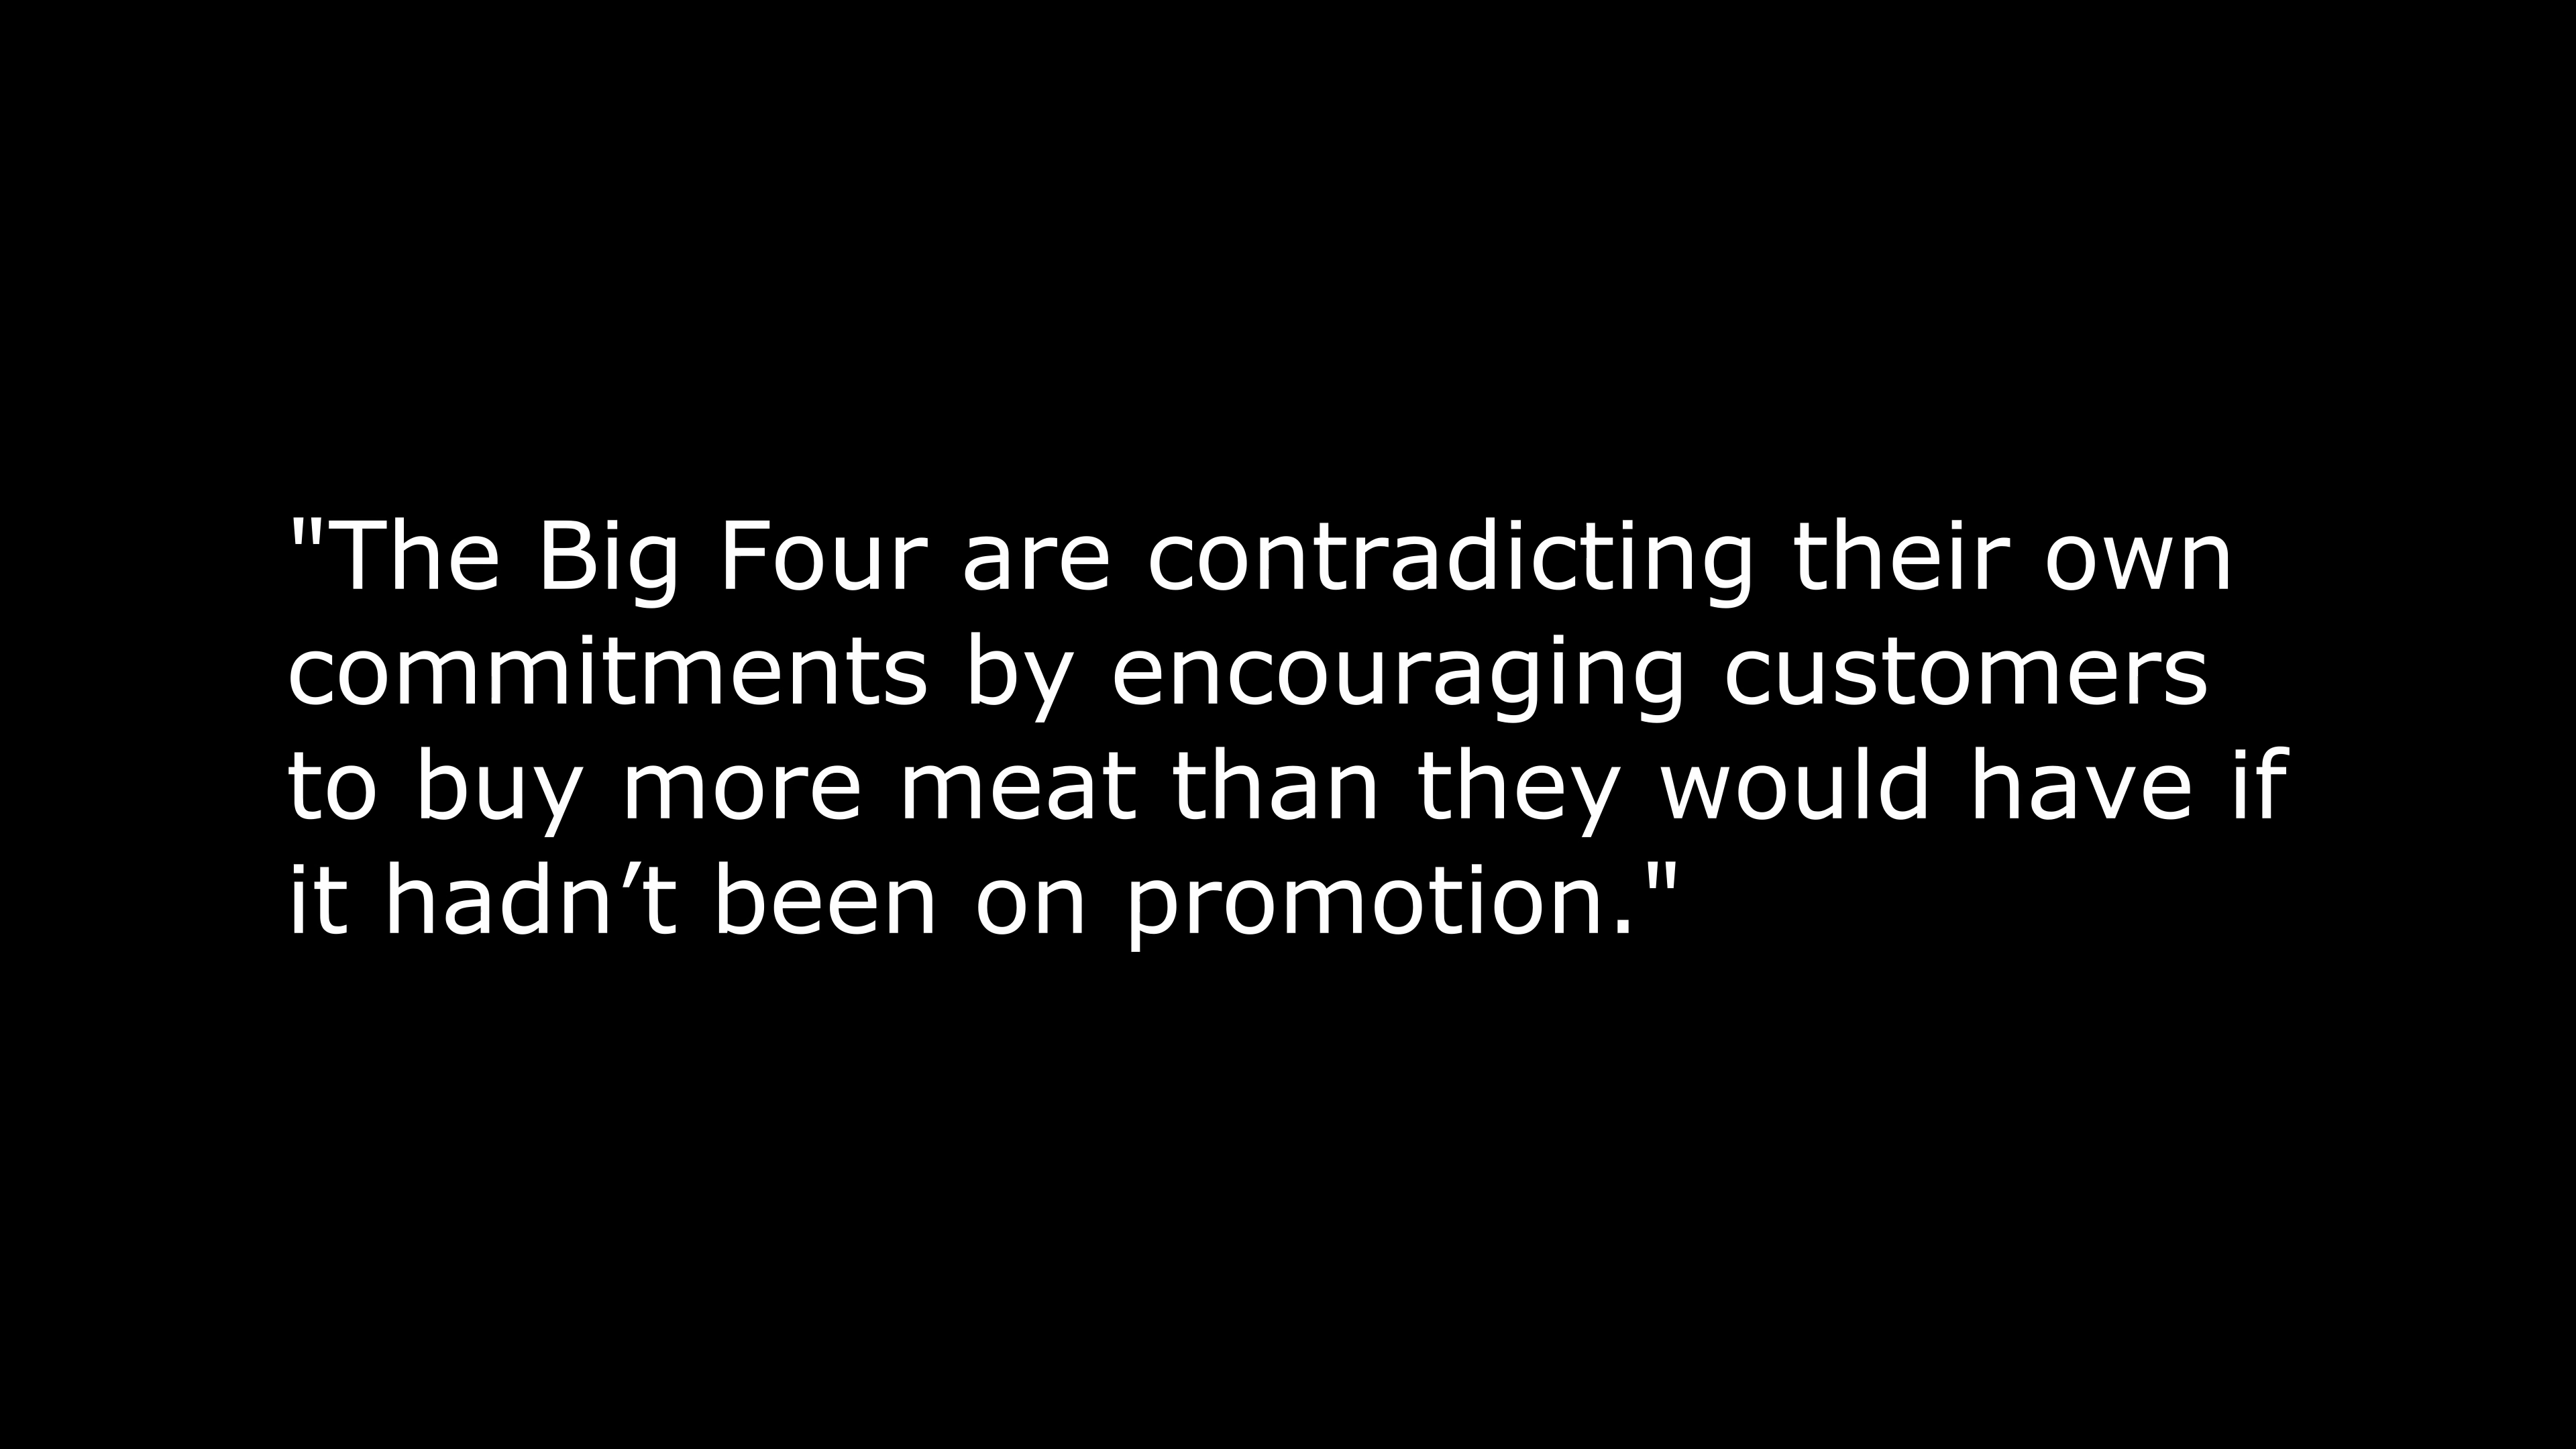 "The Big Four are contradicting their own
commitments by encouraging customers
to buy more meat than they would have if
it hadn’t been on promotion."